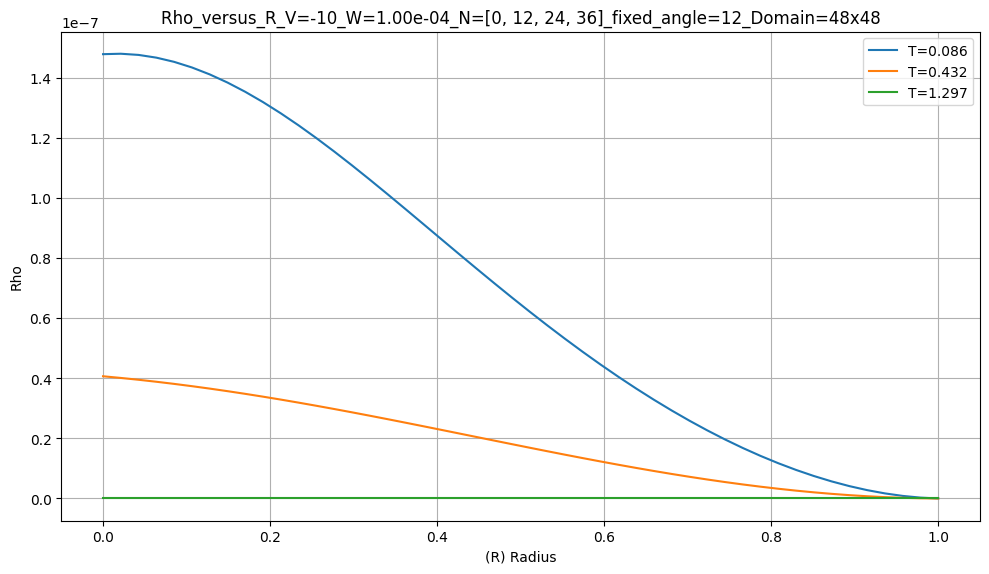 Rho_versus_R_V=-10_W=1.00e-04_N=[0, 12, 24, 36]_fixed_angle=12_Domain=48x48
1e−7
T=0.086
T=0.432
T=1.297
1.4
1.2
1.0
0.8
0.6
0.4
0.2
0.0
Rho
0.0 0.2 0.4 0.6 0.8 1.0
(R) Radius